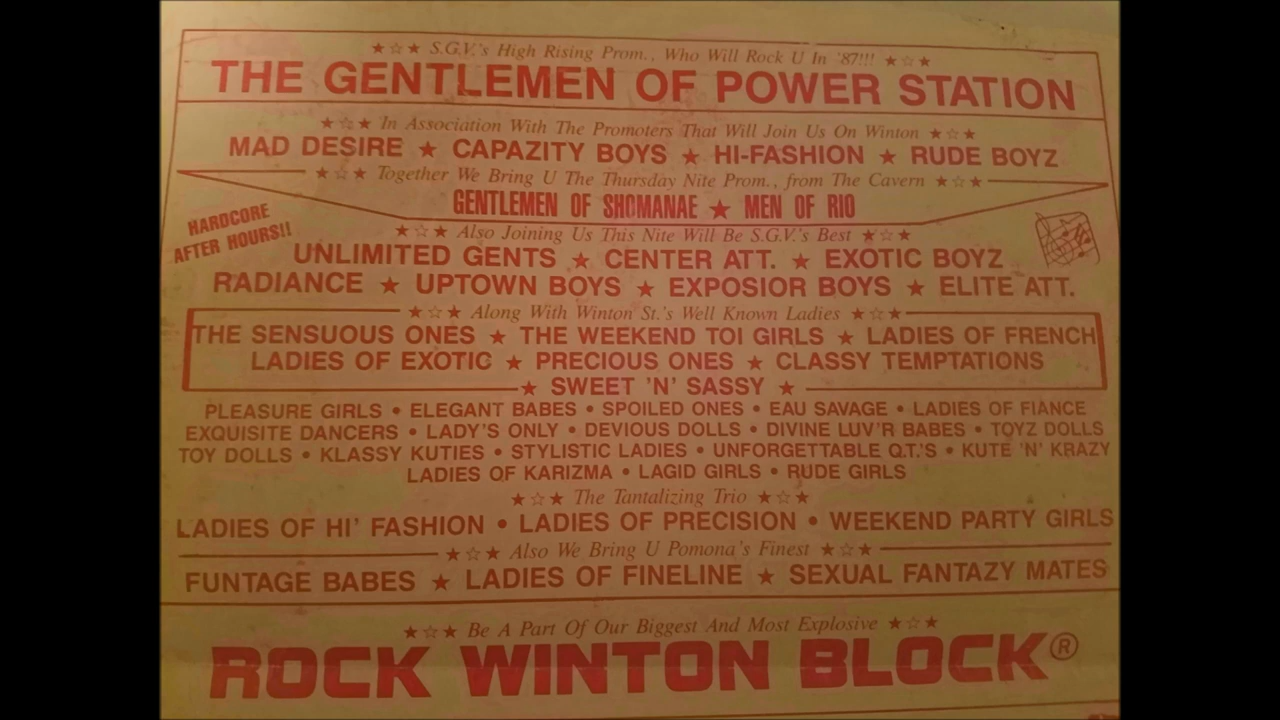 ★☆★ S.G.V.'s High Rising Prom., Who Will Rock U In '87!!! ★☆★
THE GENTLEMEN OF POWER STATION
★☆★ In Association With The Promoters That Will Join Us On Winton ★☆★
MAD DESIRE ★ CAPAZITY BOYS ★ HI-FASHION ★ RUDE BOYZ
★☆★ Together We Bring U The Thursday Nite Prom., from The Cavern ★☆★
GENTLEMEN OF SHOMANAE ★ MEN OF RIO
HARDCORE
AFTER HOURS!!
★☆★ Also Joining Us This Nite Will Be S.G.V.'s Best ★☆★
UNLIMITED GENTS ★ CENTER ATT. ★ EXOTIC BOYZ
RADIANCE ★ UPTOWN BOYS ★ EXPOSIOR BOYS ★ ELITE ATT.
★☆★ Along With Winton St.'s Well Known Ladies ★☆★
THE SENSUOUS ONES ★ THE WEEKEND TOI GIRLS ★ LADIES OF FRENCH
LADIES OF EXOTIC ★ PRECIOUS ONES ★ CLASSY TEMPTATIONS
★ SWEET 'N' SASSY ★
PLEASURE GIRLS • ELEGANT BABES • SPOILED ONES • EAU SAVAGE • LADIES OF FIANCE
EXQUISITE DANCERS • LADY'S ONLY • DEVIOUS DOLLS • DIVINE LUV'R BABES • TOYZ DOLLS
TOY DOLLS • KLASSY KUTIES • STYLISTIC LADIES • UNFORGETTABLE Q.T.'S • KUTE 'N' KRAZY
LADIES OF KARIZMA • LAGID GIRLS • RUDE GIRLS
★☆★ The Tantalizing Trio ★☆★
LADIES OF HI' FASHION • LADIES OF PRECISION • WEEKEND PARTY GIRLS
★☆★ Also We Bring U Pomona's Finest ★☆★
FUNTAGE BABES ★ LADIES OF FINELINE ★ SEXUAL FANTAZY MATES
★☆★ Be A Part Of Our Biggest And Most Explosive ★☆★
ROCK WINTON BLOCK®